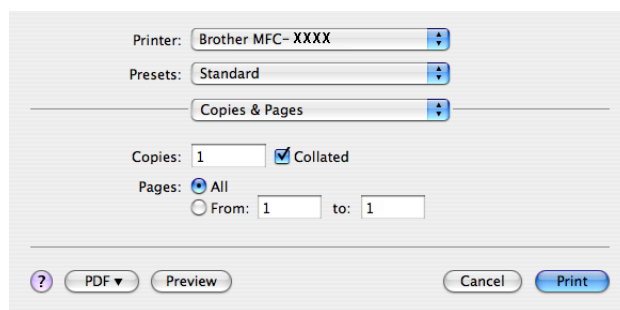 Printer: Brother MFC- XXXX
Presets: Standard
Copies & Pages
Copies: 1 Collated
Pages: All
From: 1 to: 1
? PDF ▼ Preview Cancel Print